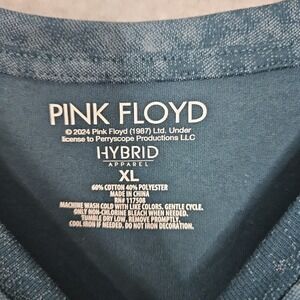 PINK FLOYD
© 2024 Pink Floyd (1987) Ltd. Under
license to Perryscope Productions LLC
HYBRID
APPAREL
XL
60% COTTON 40% POLYESTER
MADE IN CHINA
RN# 117508
MACHINE WASH COLD WITH LIKE COLORS. GENTLE CYCLE.
ONLY NON-CHLORINE BLEACH WHEN NEEDED.
TUMBLE DRY LOW. REMOVE PROMPTLY.
COOL IRON IF NEEDED. DO NOT IRON DECORATION.